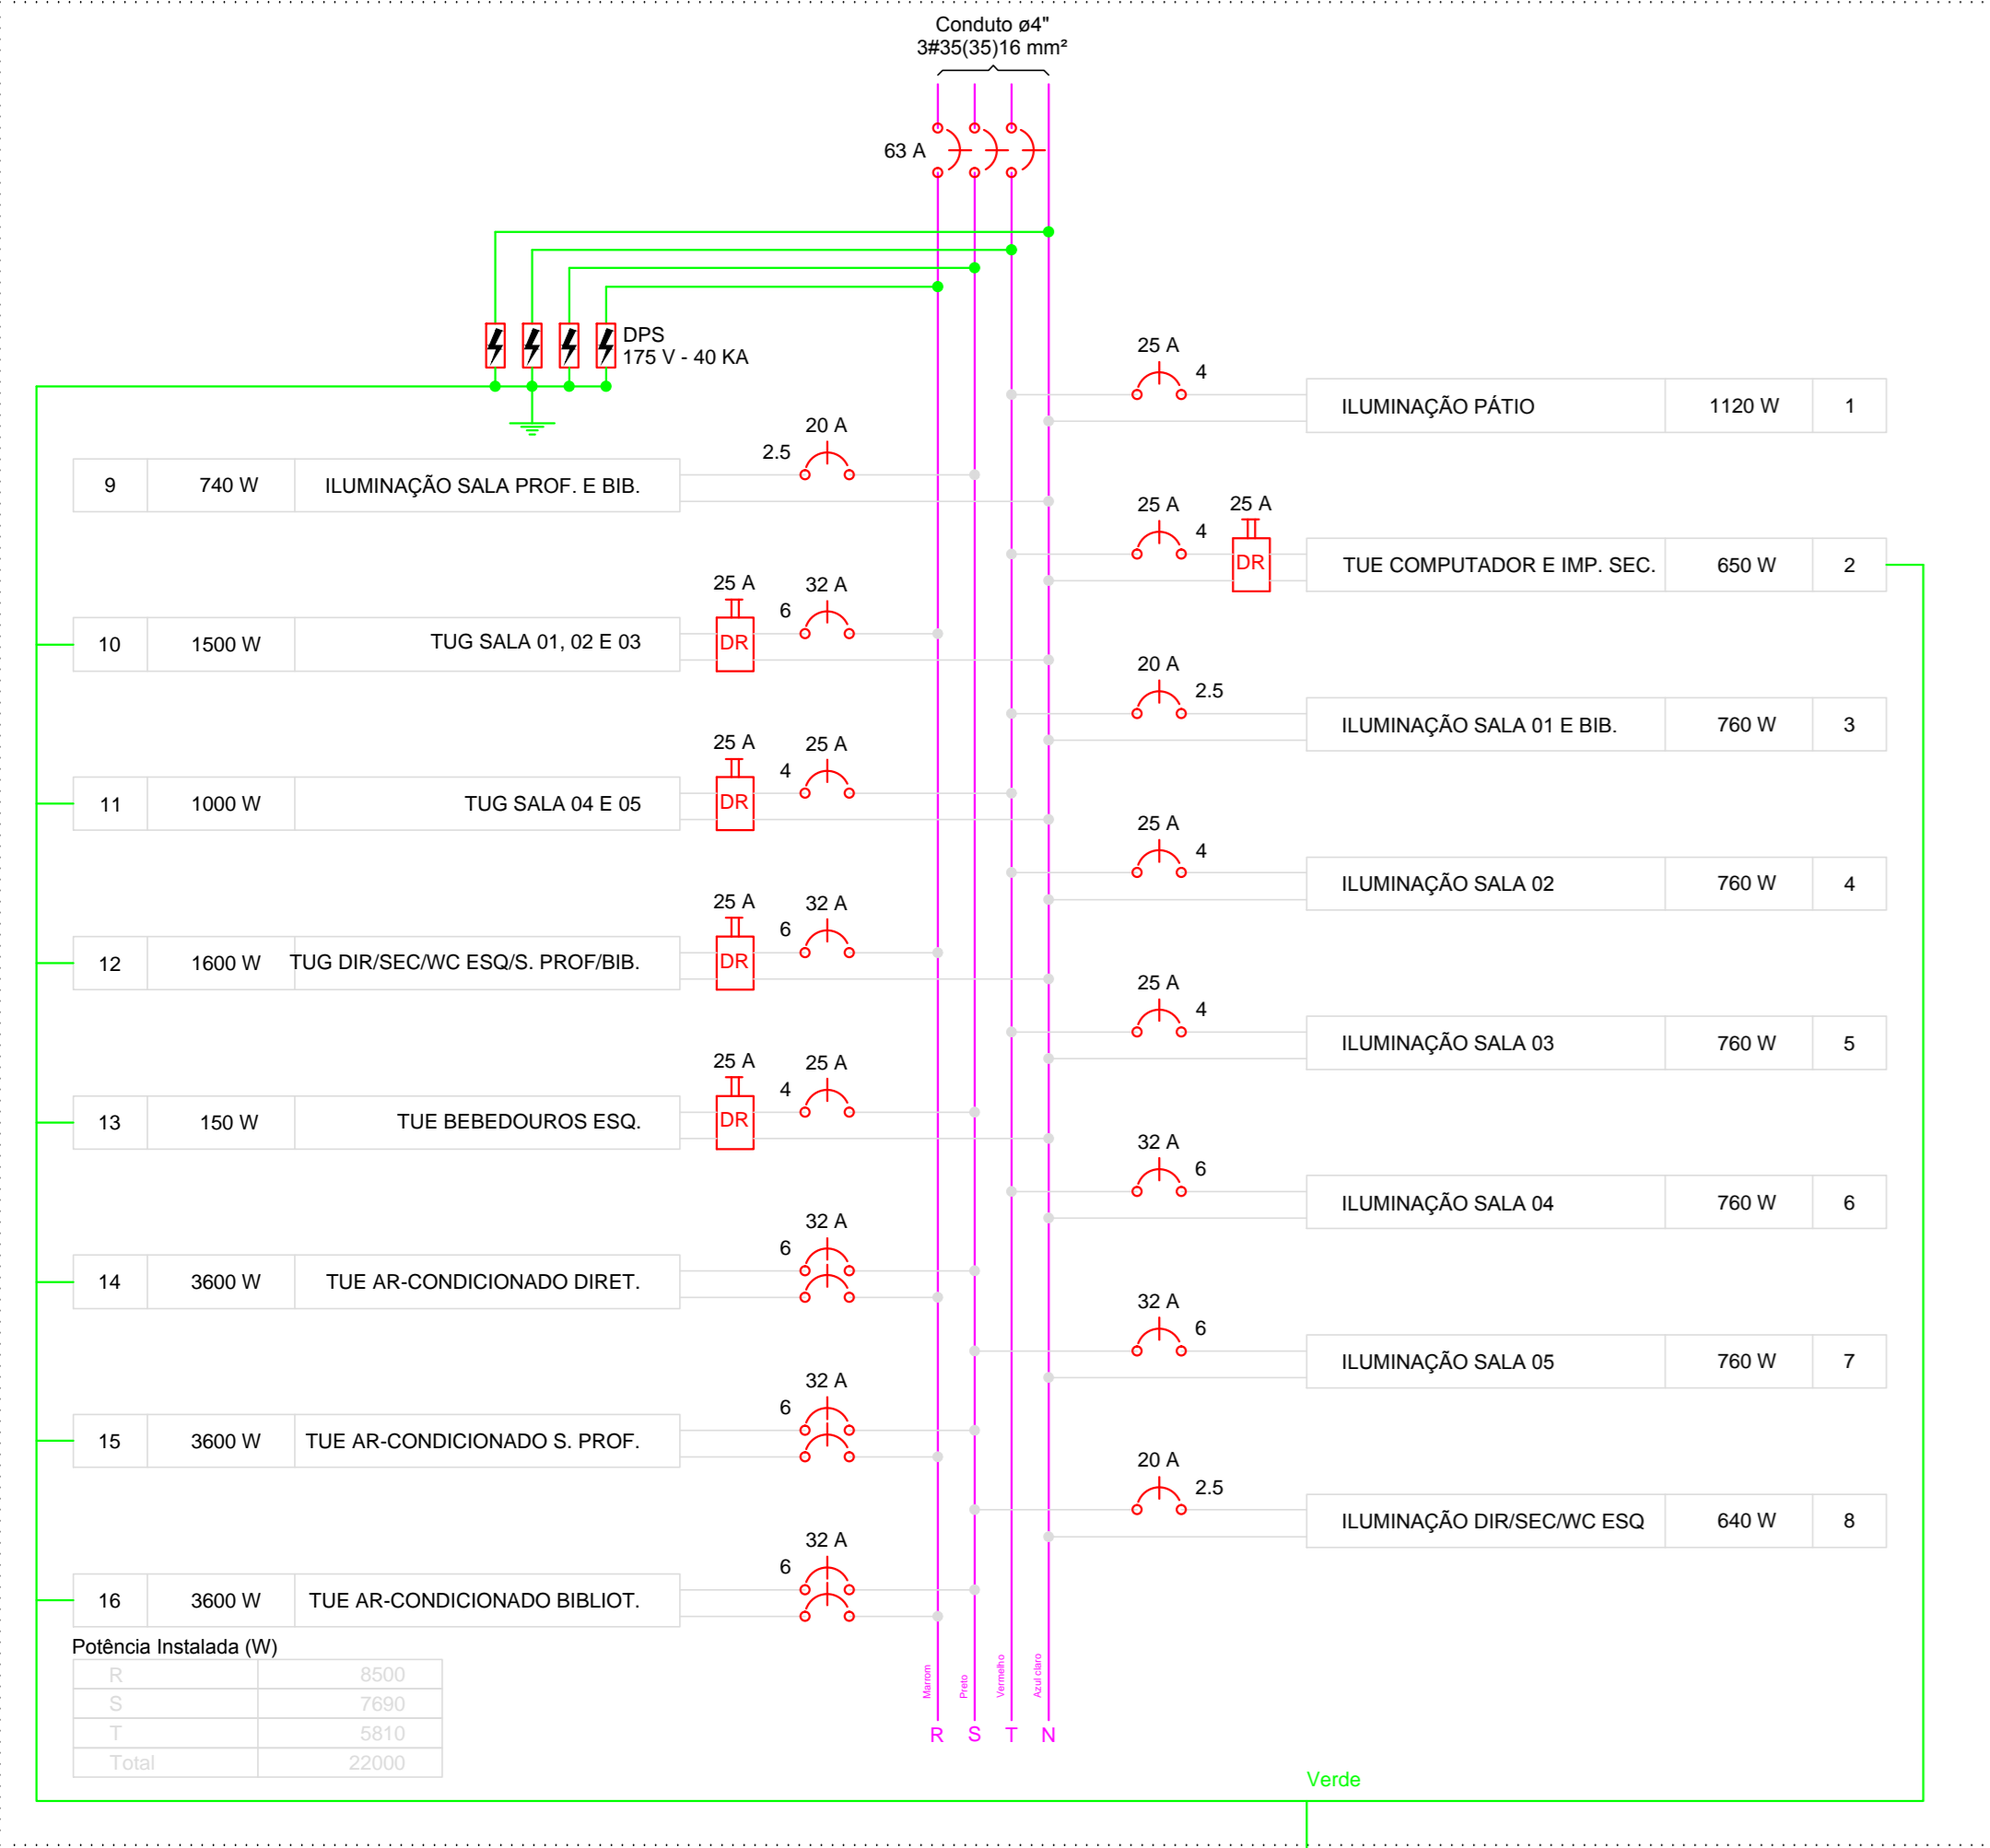 Conduto ø4"
3#35(35)16 mm²
63 A
DPS
175 V - 40 KA
25 A
4
ILUMINAÇÃO PÁTIO 1120 W 1
25 A
4
25 A
DR
TUE COMPUTADOR E IMP. SEC. 650 W 2
20 A
2.5
ILUMINAÇÃO SALA 01 E BIB. 760 W 3
25 A
4
ILUMINAÇÃO SALA 02 760 W 4
25 A
4
ILUMINAÇÃO SALA 03 760 W 5
32 A
6
ILUMINAÇÃO SALA 04 760 W 6
32 A
6
ILUMINAÇÃO SALA 05 760 W 7
20 A
2.5
ILUMINAÇÃO DIR/SEC/WC ESQ 640 W 8
20 A
2.5
9 740 W ILUMINAÇÃO SALA PROF. E BIB.
25 A
32 A
6
DR
10 1500 W TUG SALA 01, 02 E 03
25 A
25 A
4
DR
11 1000 W TUG SALA 04 E 05
25 A
32 A
6
DR
12 1600 W TUG DIR/SEC/WC ESQ/S. PROF/BIB.
25 A
25 A
4
DR
13 150 W TUE BEBEDOUROS ESQ.
32 A
6
14 3600 W TUE AR-CONDICIONADO DIRET.
32 A
6
15 3600 W TUE AR-CONDICIONADO S. PROF.
32 A
6
16 3600 W TUE AR-CONDICIONADO BIBLIOT.
Potência Instalada (W)
R 8500
S 7690
T 5810
Total 22000
Marrom
Preto
Vermelho
Azul claro
R S T N
Verde